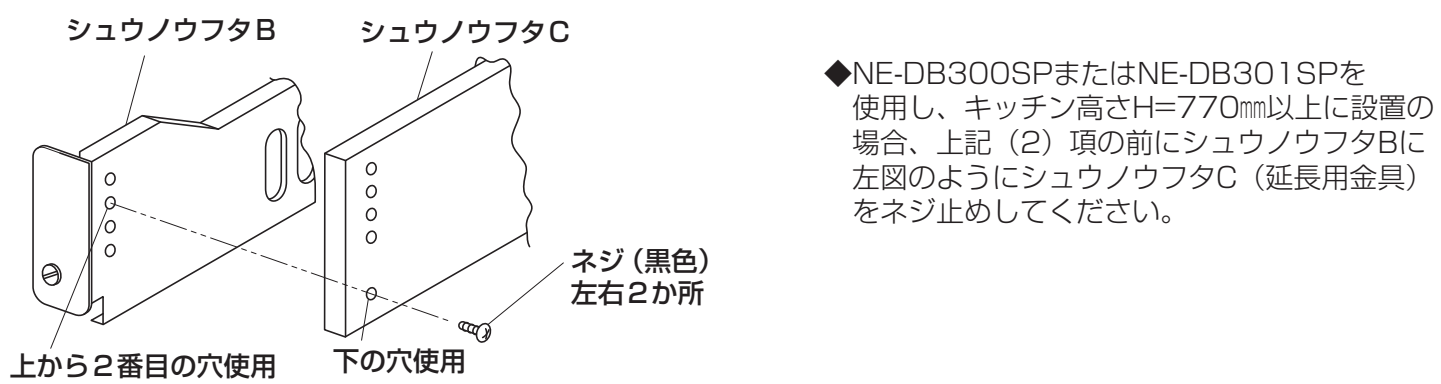 シュウノウフタB
シュウノウフタC
ネジ（黒色）
左右2か所
上から2番目の穴使用
下の穴使用
◆NE-DB300SPまたはNE-DB301SPを
使用し、キッチン高さH=770㎜以上に設置の
場合、上記（2）項の前にシュウノウフタBに
左図のようにシュウノウフタC（延長用金具）
をネジ止めしてください。